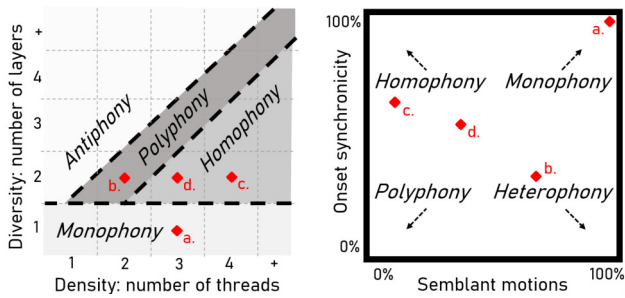 Diversity: number of layers
+
4
3
2
1
Antiphony
Polyphony
Homophony
Monophony
b.
d.
c.
a.
1 2 3 4 +
Density: number of threads
Onset synchronicity
100%
0%
a.
Homophony Monophony
c.
d.
b.
Polyphony Heterophony
0% 100%
Semblant motions